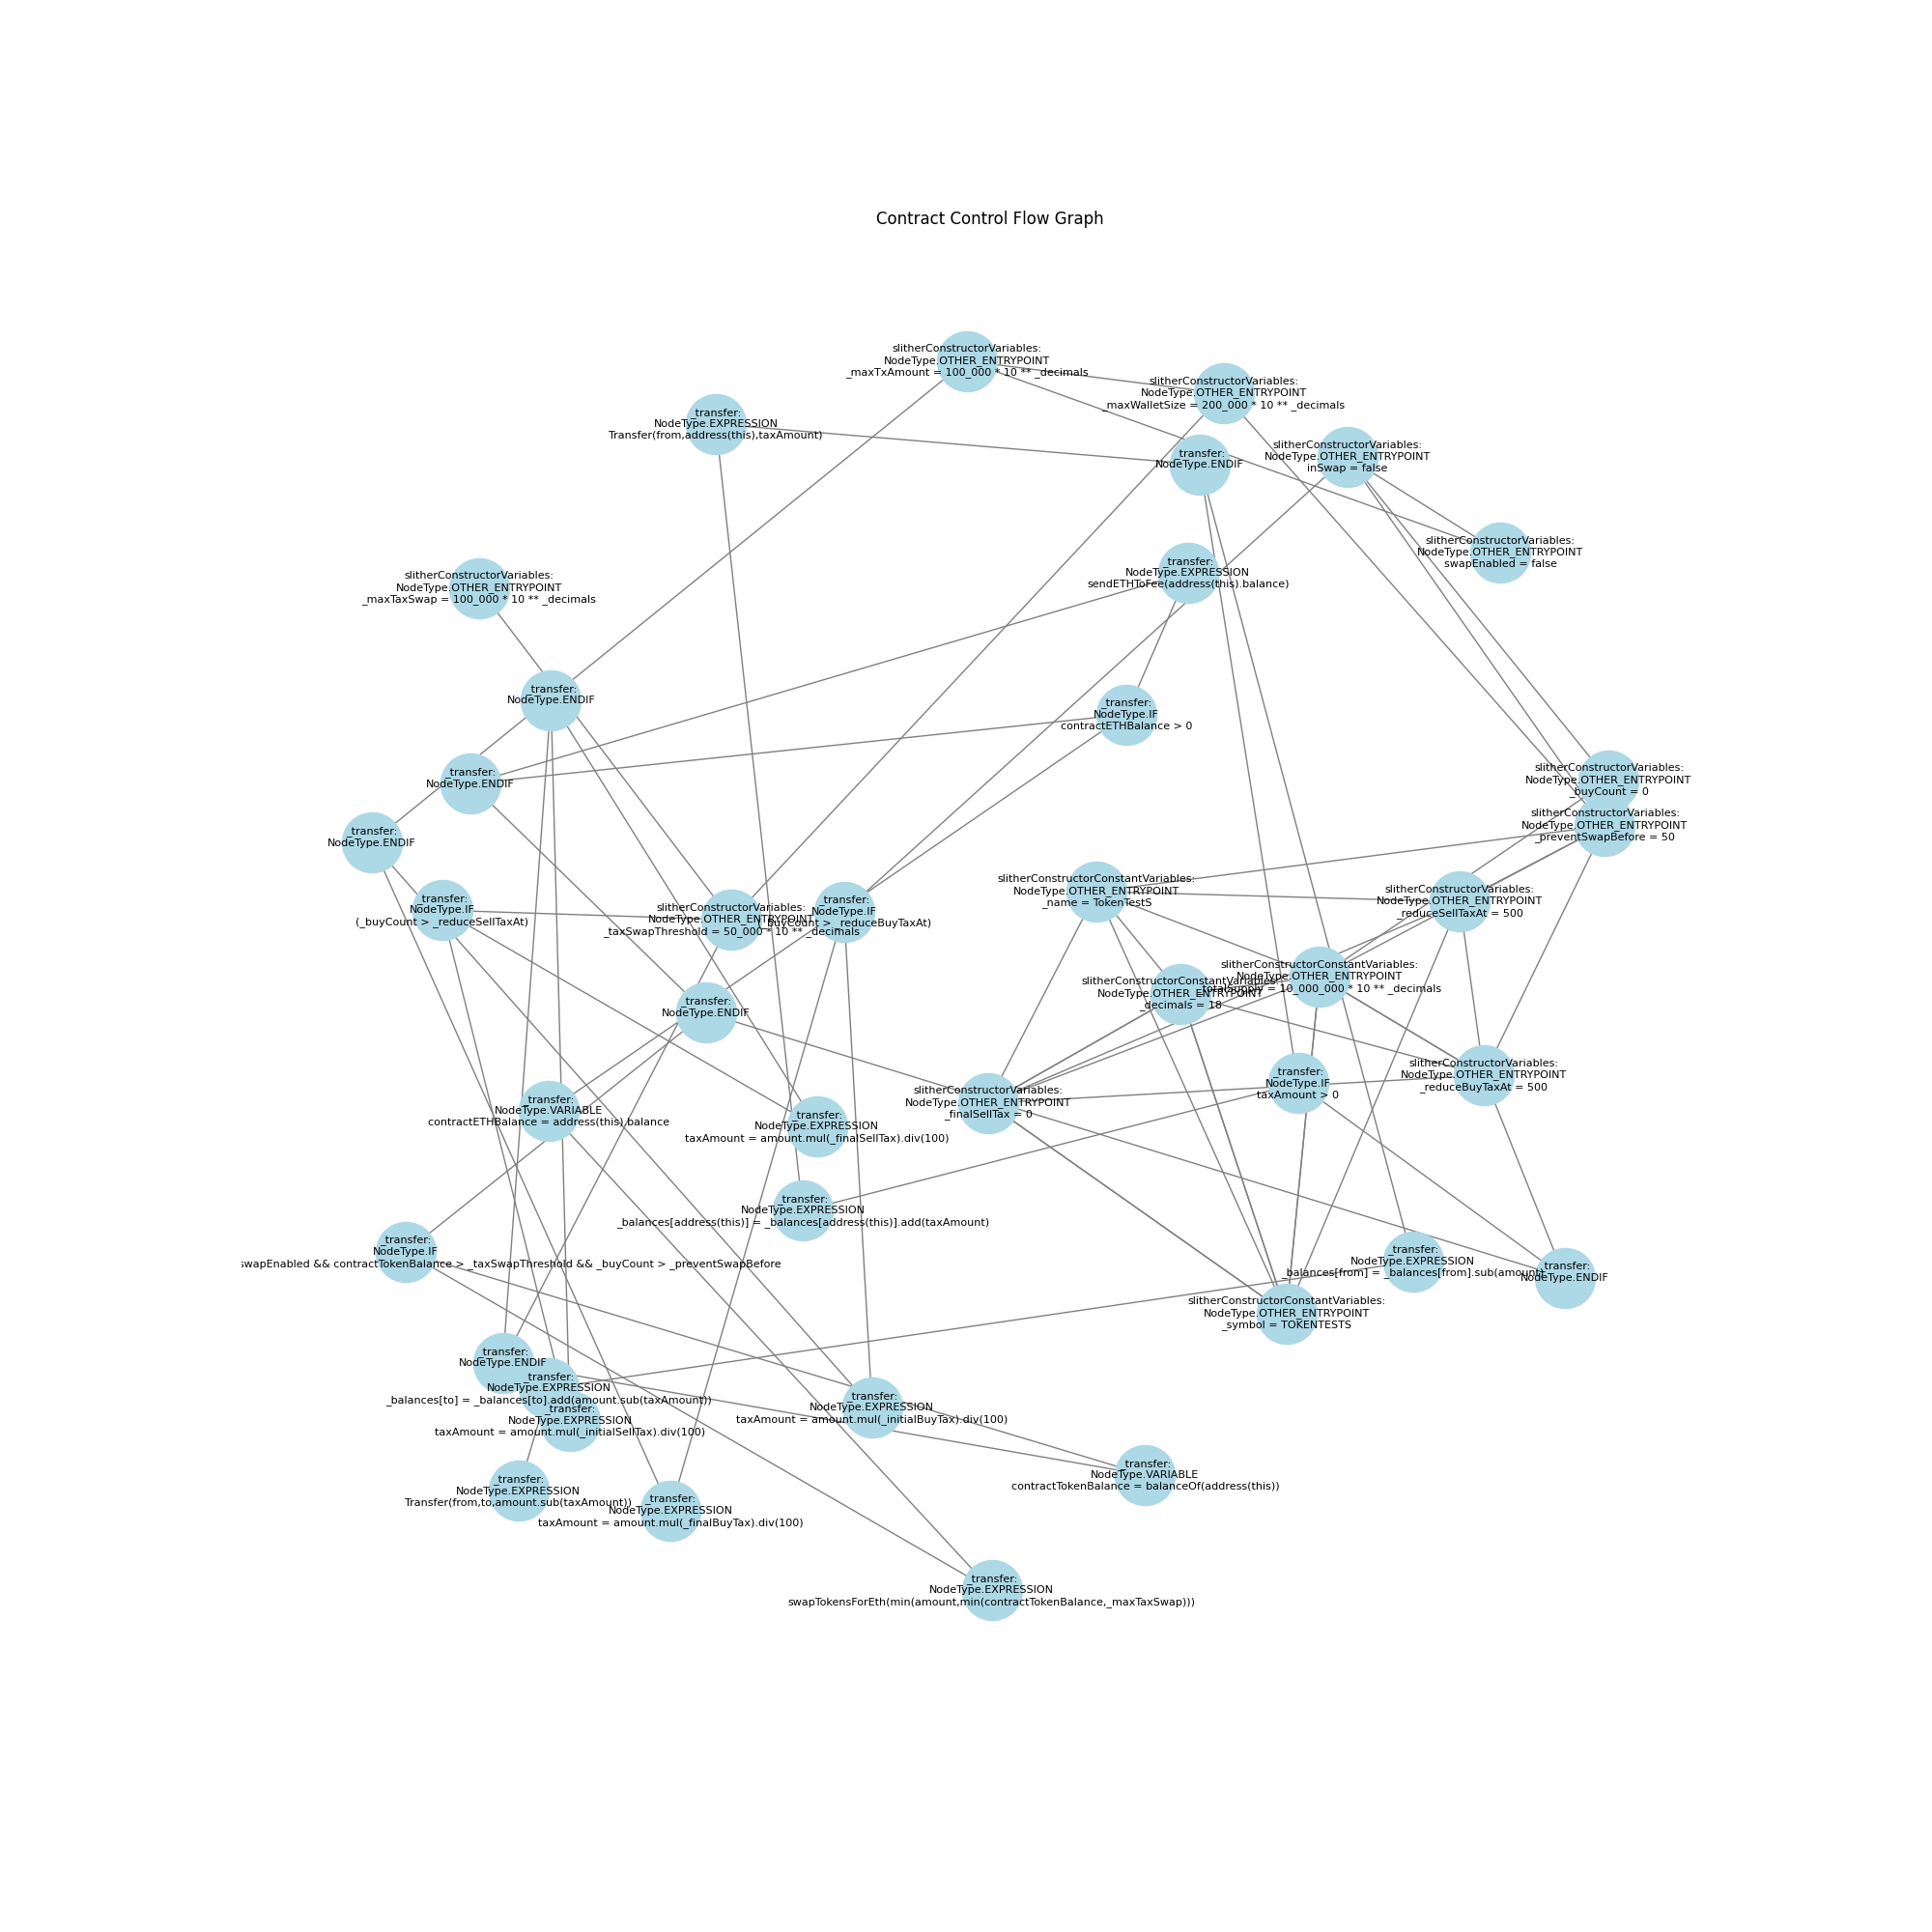 Contract Control Flow Graph
slitherConstructorVariables:
NodeType.OTHER_ENTRYPOINT
_maxTxAmount = 100_000 * 10 ** _decimals
slitherConstructorVariables:
NodeType.OTHER_ENTRYPOINT
_maxWalletSize = 200_000 * 10 ** _decimals
_transfer:
NodeType.EXPRESSION
Transfer(from,address(this),taxAmount)
slitherConstructorVariables:
NodeType.OTHER_ENTRYPOINT
inSwap = false
_transfer:
NodeType.ENDIF
slitherConstructorVariables:
NodeType.OTHER_ENTRYPOINT
swapEnabled = false
_transfer:
NodeType.EXPRESSION
sendETHToFee(address(this).balance)
slitherConstructorVariables:
NodeType.OTHER_ENTRYPOINT
_maxTaxSwap = 100_000 * 10 ** _decimals
_transfer:
NodeType.ENDIF
_transfer:
NodeType.IF
contractETHBalance > 0
_transfer:
NodeType.ENDIF
slitherConstructorVariables:
NodeType.OTHER_ENTRYPOINT
_buyCount = 0
slitherConstructorVariables:
NodeType.OTHER_ENTRYPOINT
_preventSwapBefore = 50
_transfer:
NodeType.ENDIF
slitherConstructorConstantVariables:
NodeType.OTHER_ENTRYPOINT
_name = TokenTestS
slitherConstructorVariables:
NodeType.OTHER_ENTRYPOINT
_reduceSellTaxAt = 500
_transfer:
NodeType.IF
(_buyCount > _reduceSellTaxAt)
slitherConstructorVariables:
NodeType.OTHER_ENTRYPOINT
_taxSwapThreshold = 50_000 * 10 ** _decimals
_transfer:
NodeType.IF
(_buyCount > _reduceBuyTaxAt)
slitherConstructorConstantVariables:
NodeType.OTHER_ENTRYPOINT
_totalSupply = 10_000_000 * 10 ** _decimals
slitherConstructorConstantVariables:
NodeType.OTHER_ENTRYPOINT
_decimals = 18
_transfer:
NodeType.ENDIF
slitherConstructorVariables:
NodeType.OTHER_ENTRYPOINT
_reduceBuyTaxAt = 500
_transfer:
NodeType.IF
taxAmount > 0
slitherConstructorVariables:
NodeType.OTHER_ENTRYPOINT
_finalSellTax = 0
_transfer:
NodeType.VARIABLE
contractETHBalance = address(this).balance
_transfer:
NodeType.EXPRESSION
taxAmount = amount.mul(_finalSellTax).div(100)
_transfer:
NodeType.EXPRESSION
_balances[address(this)] = _balances[address(this)].add(taxAmount)
_transfer:
NodeType.IF
swapEnabled && contractTokenBalance > _taxSwapThreshold && _buyCount > _preventSwapBefore
_transfer:
NodeType.EXPRESSION
_balances[from] = _balances[from].sub(amount)
_transfer:
NodeType.ENDIF
slitherConstructorConstantVariables:
NodeType.OTHER_ENTRYPOINT
_symbol = TOKENTESTS
_transfer:
NodeType.ENDIF
_transfer:
NodeType.EXPRESSION
_balances[to] = _balances[to].add(amount.sub(taxAmount))
_transfer:
NodeType.EXPRESSION
taxAmount = amount.mul(_initialSellTax).div(100)
_transfer:
NodeType.EXPRESSION
taxAmount = amount.mul(_initialBuyTax).div(100)
_transfer:
NodeType.VARIABLE
contractTokenBalance = balanceOf(address(this))
_transfer:
NodeType.EXPRESSION
Transfer(from,to,amount.sub(taxAmount))
_transfer:
NodeType.EXPRESSION
taxAmount = amount.mul(_finalBuyTax).div(100)
_transfer:
NodeType.EXPRESSION
swapTokensForEth(min(amount,min(contractTokenBalance,_maxTaxSwap)))